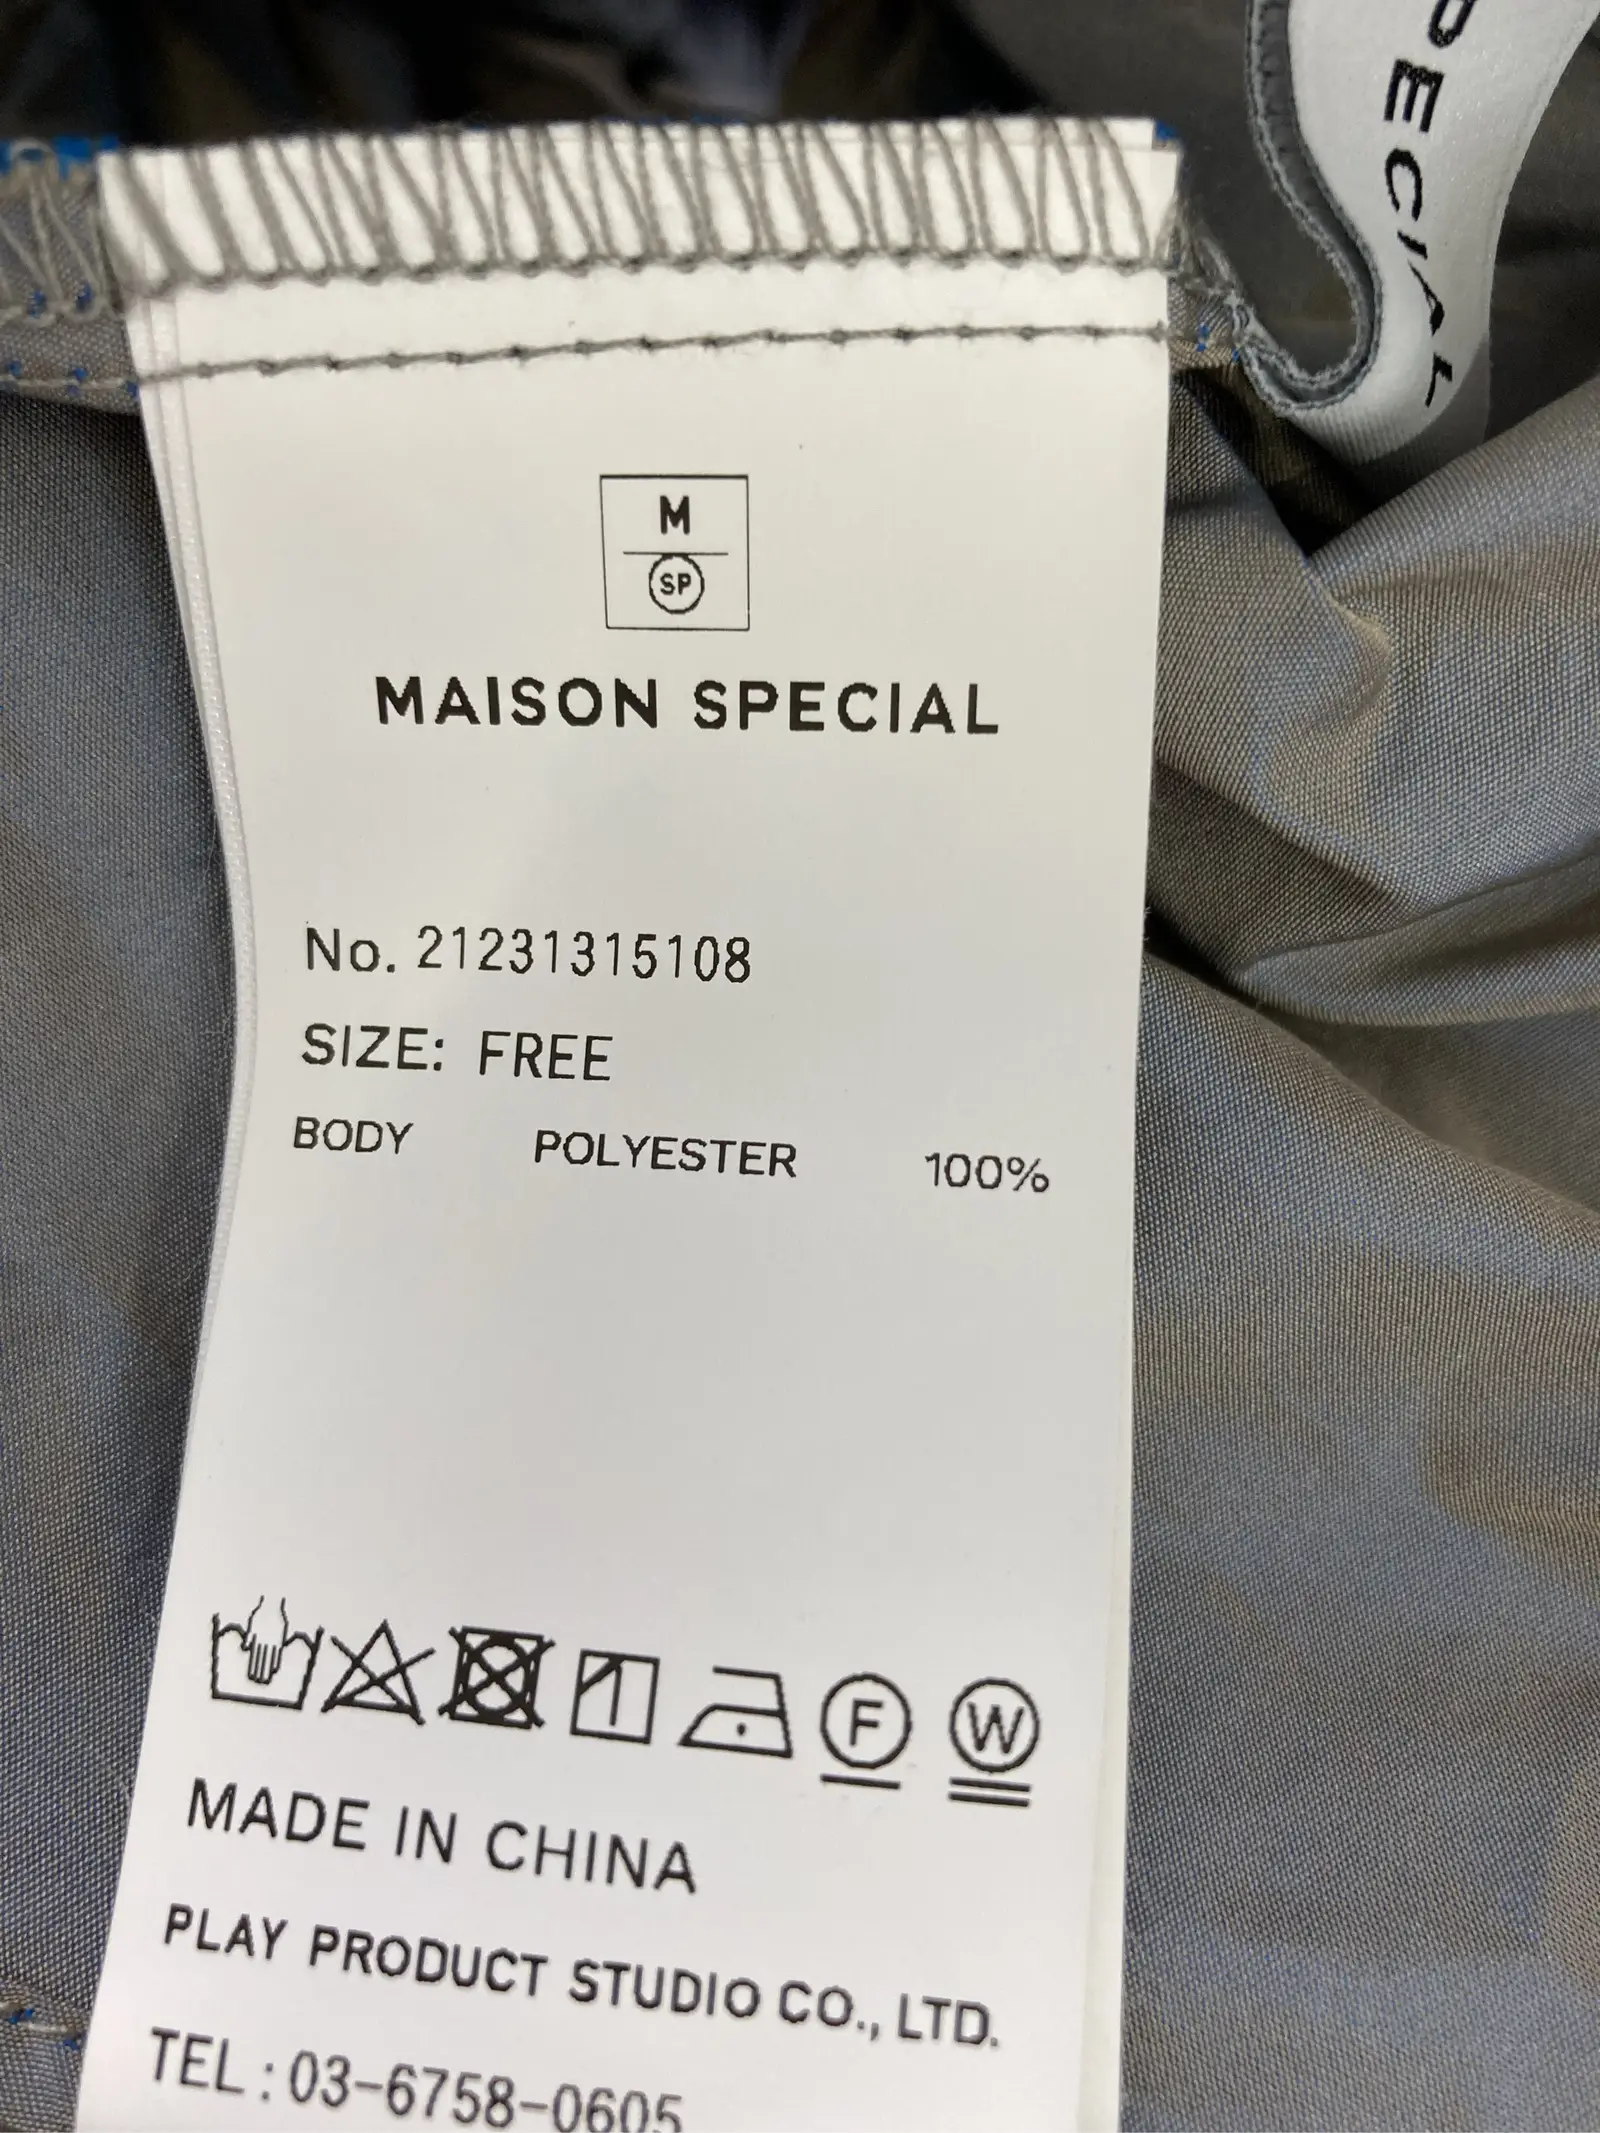 PECIAL
M
SP
MAISON SPECIAL
No. 21231315108
SIZE: FREE
BODY POLYESTER 100%
F W
MADE IN CHINA
PLAY PRODUCT STUDIO CO., LTD.
TEL : 03-6758-0605